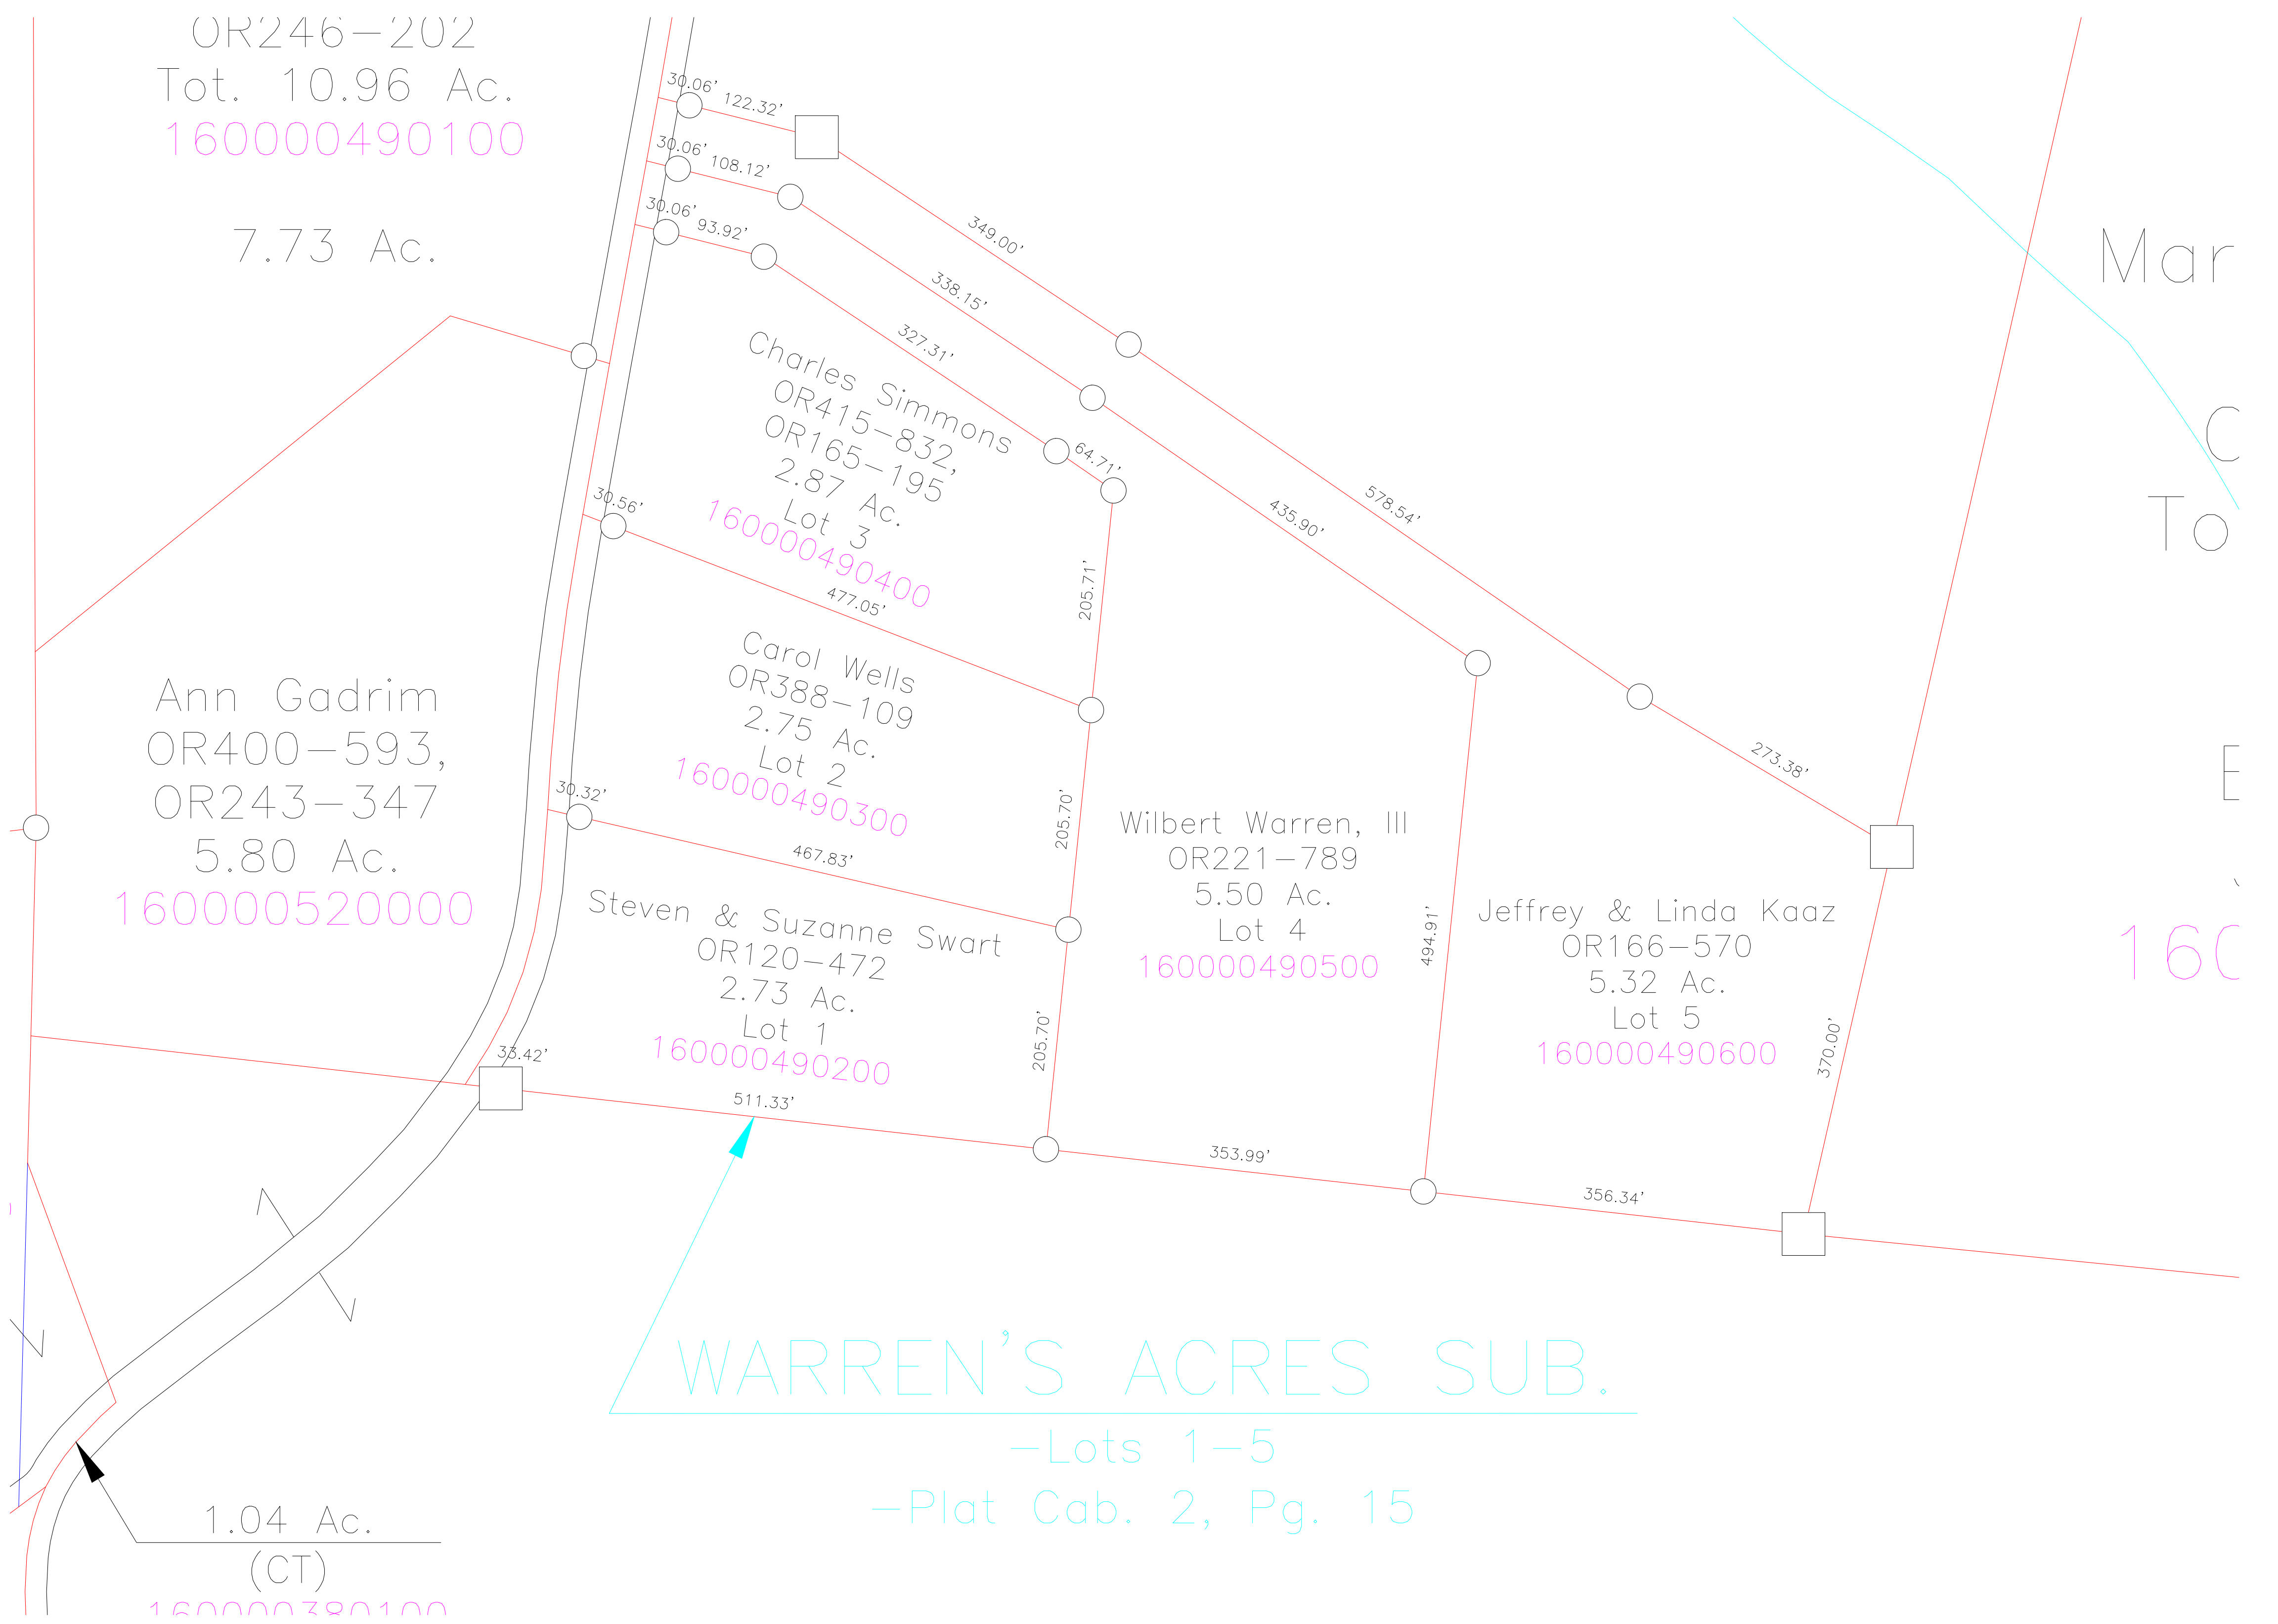 OR246-202
Tot. 10.96 Ac.
160000490100
7.73 Ac.
30.06' 122.32'
30.06' 108.12'
30.06' 93.92'
349.00'
338.15'
327.31'
64.71'
578.54'
435.90'
273.38'
Mar
To
Charles Simmons
OR415-832,
OR165-195
2.87 Ac.
Lot 3
160000490400
30.56'
477.05'
205.71'
Carol Wells
OR388-109
2.75 Ac.
Lot 2
160000490300
30.32'
467.83'
205.70'
Ann Gadrim
OR400-593,
OR243-347
5.80 Ac.
160000520000
Steven & Suzanne Swart
OR120-472
2.73 Ac.
Lot 1
160000490200
33.42'
511.33'
205.70'
Wilbert Warren, III
OR221-789
5.50 Ac.
Lot 4
160000490500
494.91'
353.99'
Jeffrey & Linda Kaaz
OR166-570
5.32 Ac.
Lot 5
160000490600
370.00'
356.34'
160
WARREN'S ACRES SUB.
-Lots 1-5
-Plat Cab. 2, Pg. 15
1.04 Ac.
(CT)
160000380100